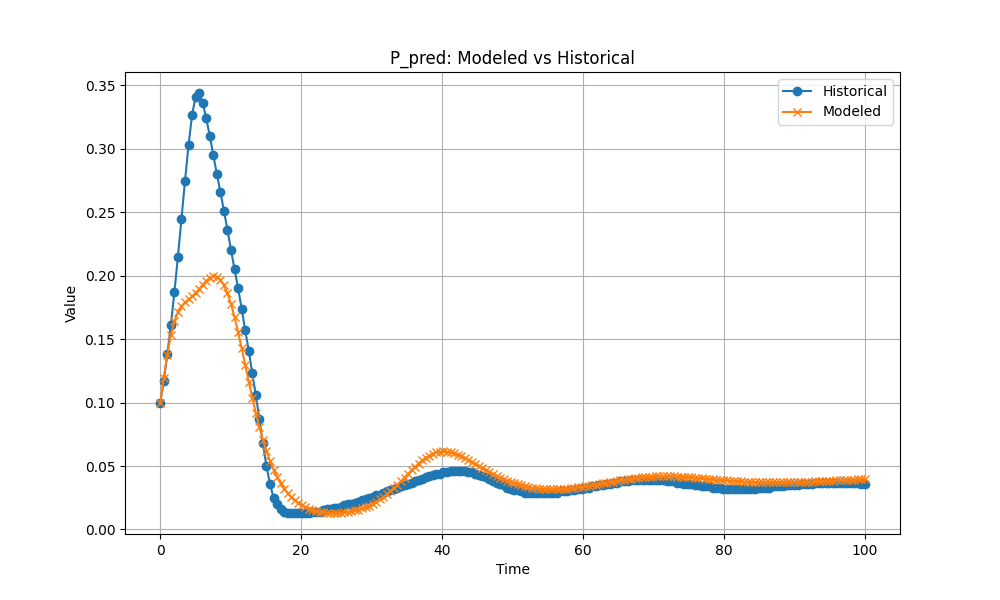 P_pred: Modeled vs Historical
Historical
Modeled
Value
0.35
0.30
0.25
0.20
0.15
0.10
0.05
0.00
0 20 40 60 80 100
Time